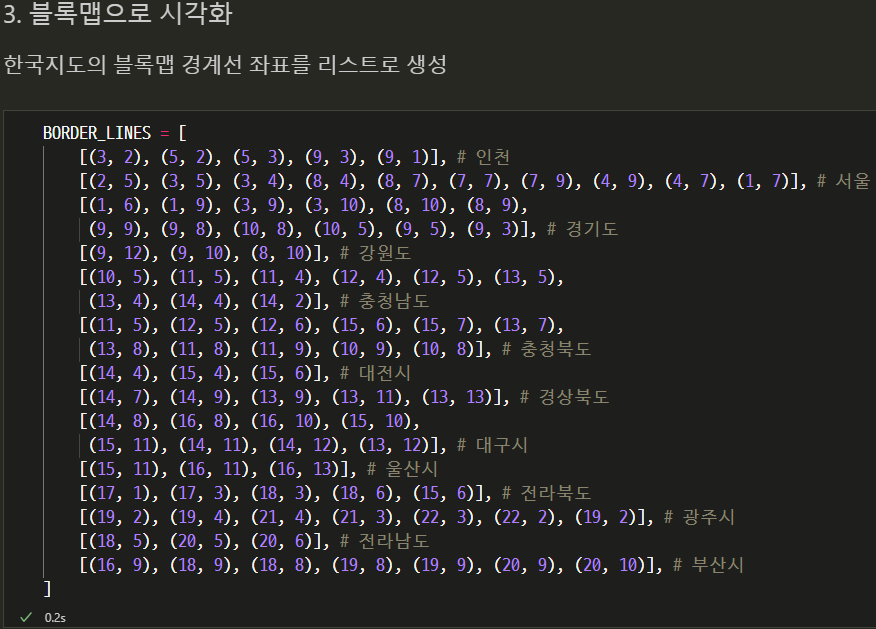 3. 블록맵으로 시각화
한국지도의 블록맵 경계선 좌표를 리스트로 생성
BORDER_LINES = [
[(3, 2), (5, 2), (5, 3), (9, 3), (9, 1)], # 인천
[(2, 5), (3, 5), (3, 4), (8, 4), (8, 7), (7, 7), (7, 9), (4, 9), (4, 7), (1, 7)], # 서울
[(1, 6), (1, 9), (3, 9), (3, 10), (8, 10), (8, 9),
(9, 9), (9, 8), (10, 8), (10, 5), (9, 5), (9, 3)], # 경기도
[(9, 12), (9, 10), (8, 10)], # 강원도
[(10, 5), (11, 5), (11, 4), (12, 4), (12, 5), (13, 5),
(13, 4), (14, 4), (14, 2)], # 충청남도
[(11, 5), (12, 5), (12, 6), (15, 6), (15, 7), (13, 7),
(13, 8), (11, 8), (11, 9), (10, 9), (10, 8)], # 충청북도
[(14, 4), (15, 4), (15, 6)], # 대전시
[(14, 7), (14, 9), (13, 9), (13, 11), (13, 13)], # 경상북도
[(14, 8), (16, 8), (16, 10), (15, 10),
(15, 11), (14, 11), (14, 12), (13, 12)], # 대구시
[(15, 11), (16, 11), (16, 13)], # 울산시
[(17, 1), (17, 3), (18, 3), (18, 6), (15, 6)], # 전라북도
[(19, 2), (19, 4), (21, 4), (21, 3), (22, 3), (22, 2), (19, 2)], # 광주시
[(18, 5), (20, 5), (20, 6)], # 전라남도
[(16, 9), (18, 9), (18, 8), (19, 8), (19, 9), (20, 9), (20, 10)], # 부산시
]
0.2s